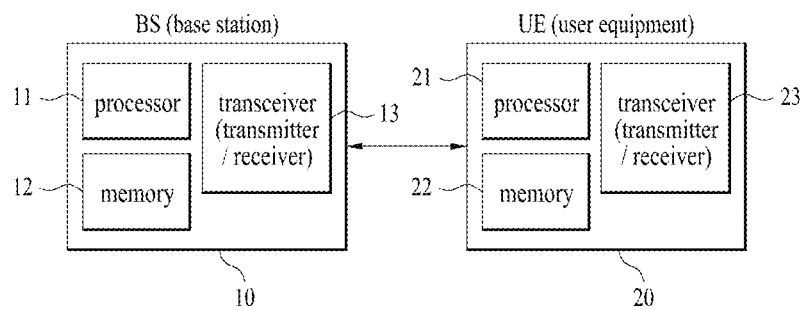 BS (base station)
11
processor
12
memory
transceiver
(transmitter
/ receiver)
13
10
UE (user equipment)
21
processor
22
memory
transceiver
(transmitter
/ receiver)
23
20